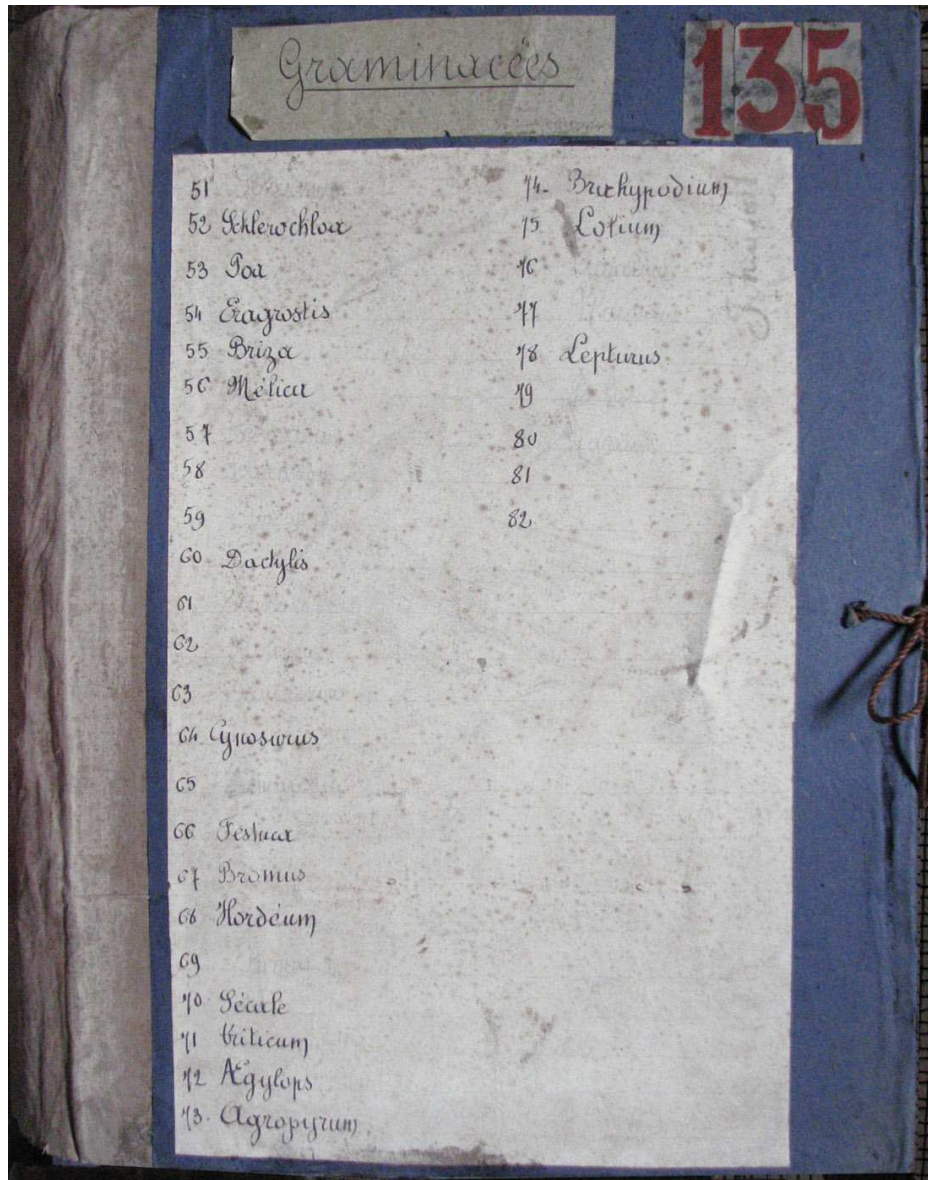 Graminacées
135
51
52 Schlerochloa
53 Poa
54 Eragrostis
55 Briza
56 Mélica
57
58
59
60 Dactylis
61
62
63
64 Cynosurus
65
66 Festuca
67 Bromus
68 Hordéum
69
70 Sécale
71 Triticum
72 Ægylops
73. Agropyrum
74. Brachypodium
75 Lolium
76
77
78 Lepturus
79
80
81
82